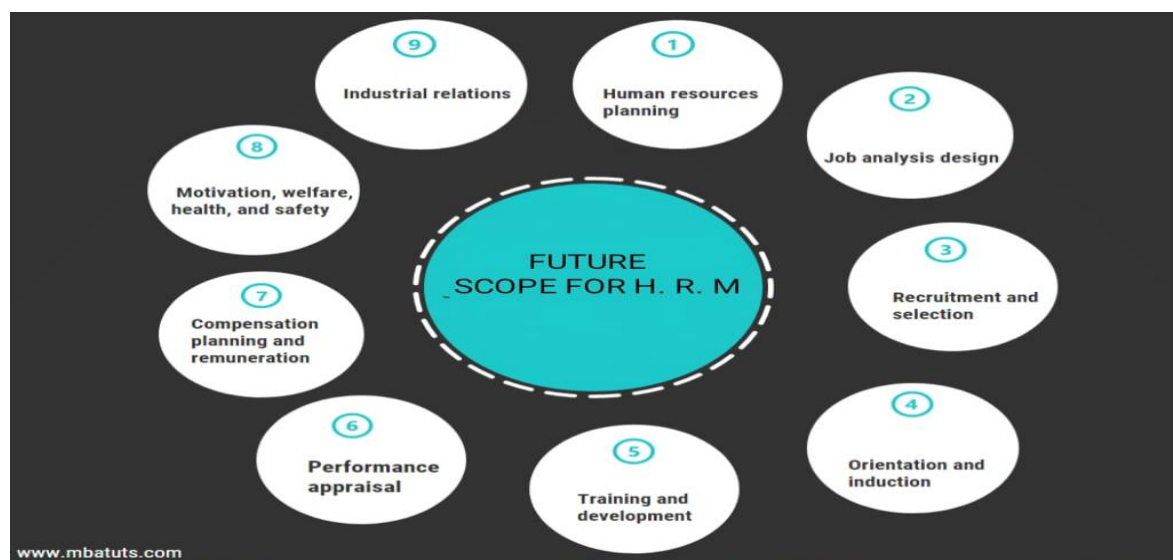 FUTURE
SCOPE FOR H. R. M
1
Human resources
planning
2
Job analysis design
3
Recruitment and
selection
4
Orientation and
induction
5
Training and
development
6
Performance
appraisal
7
Compensation
planning and
remuneration
8
Motivation, welfare,
health, and safety
9
Industrial relations
www.mbatuts.com